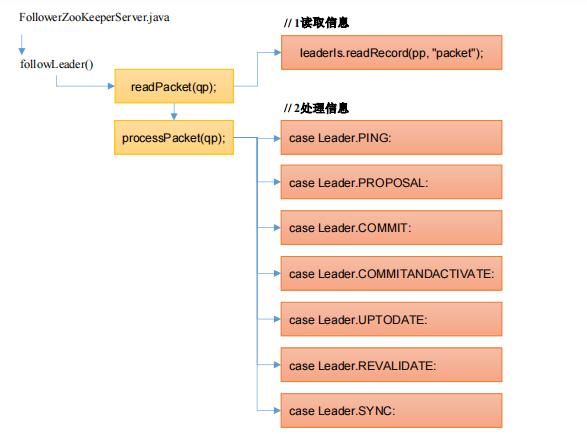 FollowerZooKeeperServer.java
followLeader()
readPacket(qp);
processPacket(qp);
// 1读取信息
leaderIs.readRecord(pp, "packet");
// 2处理信息
case Leader.PING:
case Leader.PROPOSAL:
case Leader.COMMIT:
case Leader.COMMITANDACTIVATE:
case Leader.UPTODATE:
case Leader.REVALIDATE:
case Leader.SYNC: